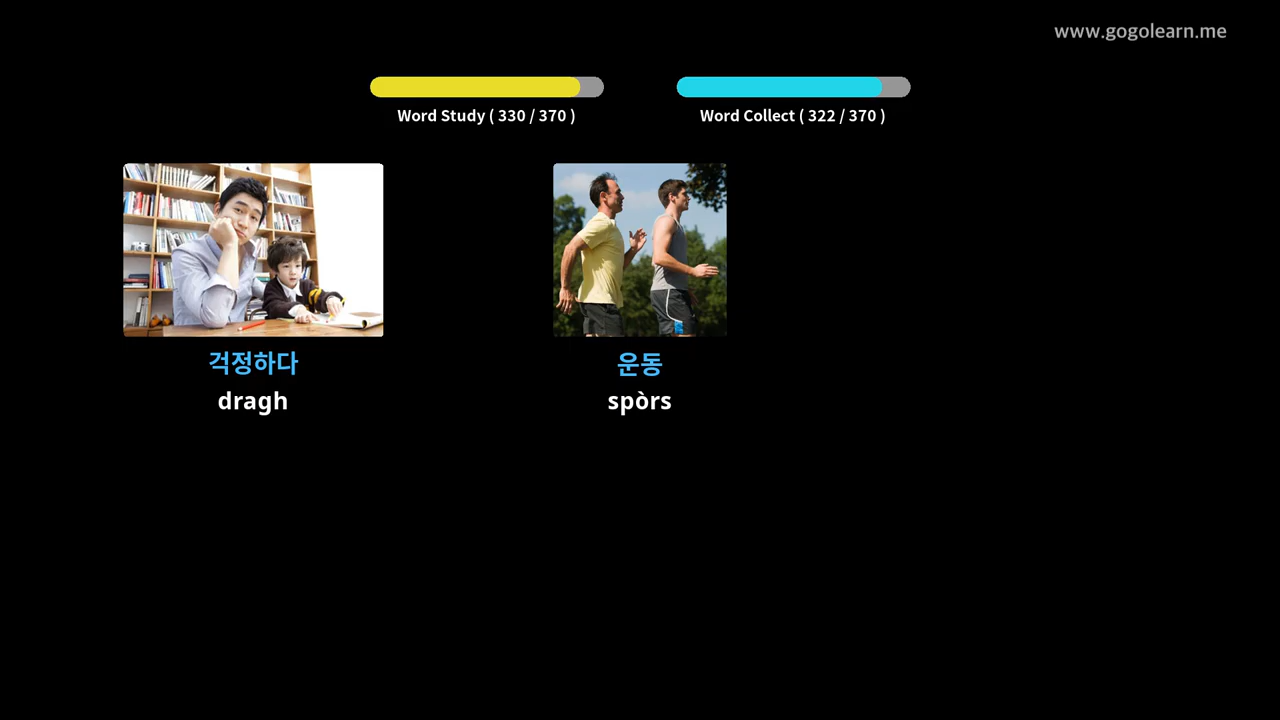 www.gogolearn.me
Word Study ( 330 / 370 )
Word Collect ( 322 / 370 )
걱정하다
dragh
운동
spòrs